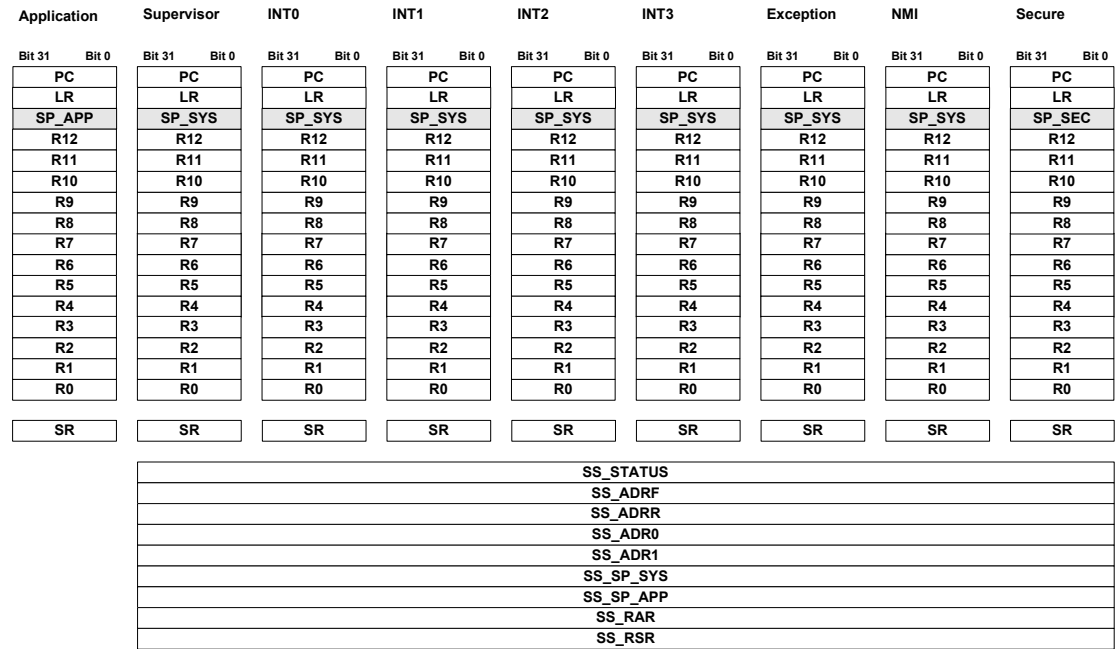 Application Supervisor INT0 INT1 INT2 INT3 Exception NMI Secure
Bit 31 Bit 0 Bit 31 Bit 0 Bit 31 Bit 0 Bit 31 Bit 0 Bit 31 Bit 0 Bit 31 Bit 0 Bit 31 Bit 0 Bit 31 Bit 0 Bit 31 Bit 0
PC PC PC PC PC PC PC PC PC
LR LR LR LR LR LR LR LR LR
SP_APP SP_SYS SP_SYS SP_SYS SP_SYS SP_SYS SP_SYS SP_SYS SP_SEC
R12 R12 R12 R12 R12 R12 R12 R12 R12
R11 R11 R11 R11 R11 R11 R11 R11 R11
R10 R10 R10 R10 R10 R10 R10 R10 R10
R9 R9 R9 R9 R9 R9 R9 R9 R9
R8 R8 R8 R8 R8 R8 R8 R8 R8
R7 R7 R7 R7 R7 R7 R7 R7 R7
R6 R6 R6 R6 R6 R6 R6 R6 R6
R5 R5 R5 R5 R5 R5 R5 R5 R5
R4 R4 R4 R4 R4 R4 R4 R4 R4
R3 R3 R3 R3 R3 R3 R3 R3 R3
R2 R2 R2 R2 R2 R2 R2 R2 R2
R1 R1 R1 R1 R1 R1 R1 R1 R1
R0 R0 R0 R0 R0 R0 R0 R0 R0
SR SR SR SR SR SR SR SR SR
SS_STATUS
SS_ADRF
SS_ADRR
SS_ADR0
SS_ADR1
SS_SP_SYS
SS_SP_APP
SS_RAR
SS_RSR